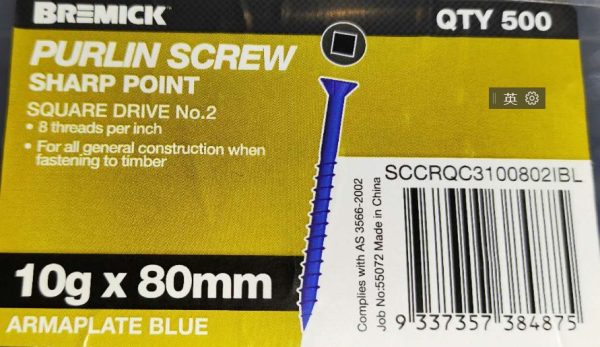 BREMICK
QTY 500
PURLIN SCREW
SHARP POINT
SQUARE DRIVE No.2
• 8 threads per inch
• For all general construction when
fastening to timber
英
SCCRQC3100802IBL
Complies with AS 3566-2002
Job No:55072 Made in China
10g x 80mm
9 337357 384875
ARMAPLATE BLUE